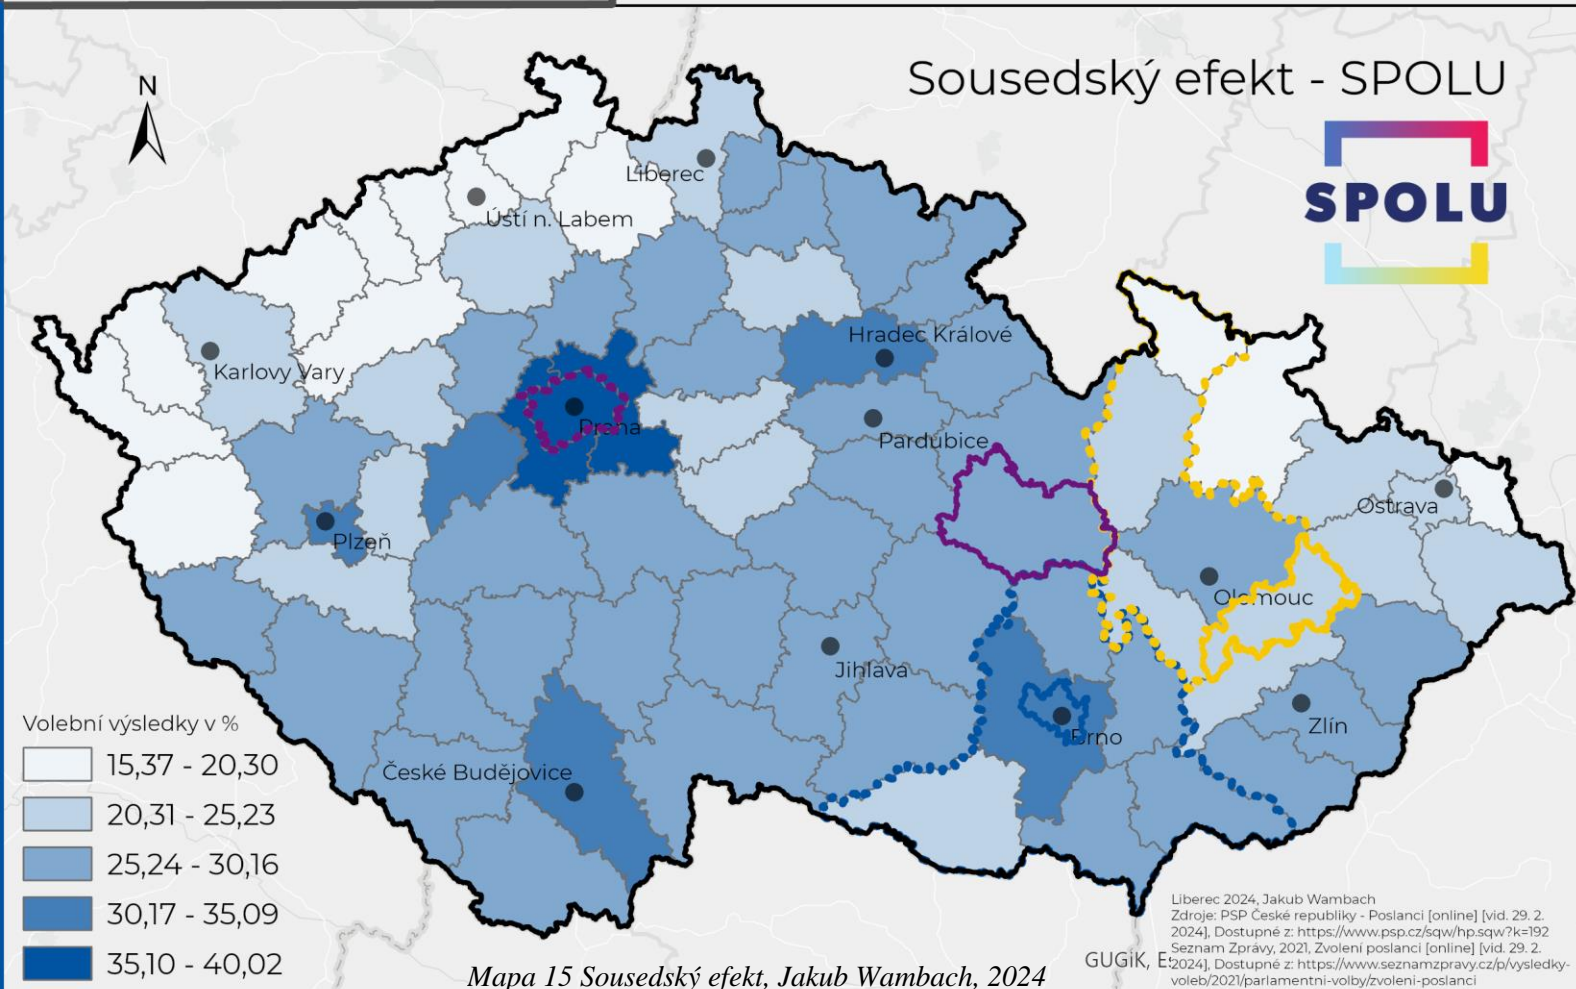 Sousedský efekt - SPOLU
N
SPOLU
Liberec
Ústí n. Labem
Hradec Králové
Karlovy Vary
Praha
Pardubice
Ostrava
Plzeň
Olomouc
Jihlava
Zlín
Brno
České Budějovice
Volební výsledky v %
15,37 - 20,30
20,31 - 25,23
25,24 - 30,16
30,17 - 35,09
35,10 - 40,02
Liberec 2024, Jakub Wambach
Zdroje: PSP České republiky - Poslanci [online] [vid. 29. 2.
2024], Dostupné z: https://www.psp.cz/sqw/hp.sqw?k=192
Seznam Zprávy, 2021, Zvolení poslanci [online] [vid. 29. 2.
2024], Dostupné z: https://www.seznamzpravy.cz/p/vysledky-
voleb/2021/parlamentni-volby/zvoleni-poslanci
GUGiK,
Mapa 15 Sousedský efekt, Jakub Wambach, 2024